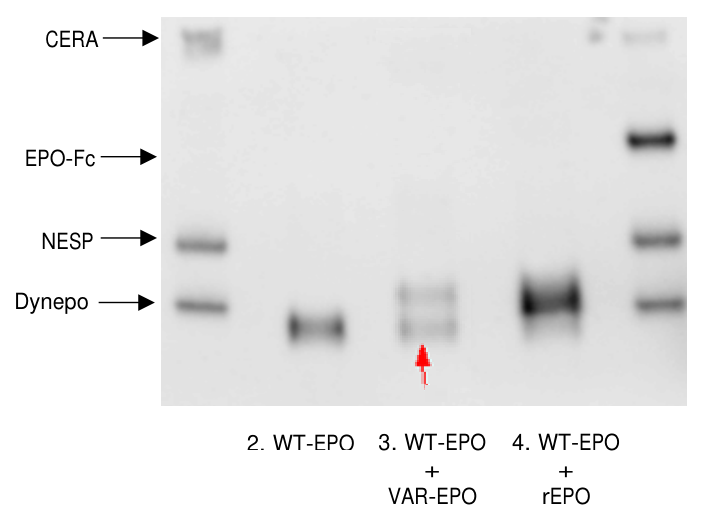 CERA
EPO-Fc
NESP
Dynepo
2. WT-EPO
3. WT-EPO
+
VAR-EPO
4. WT-EPO
+
rEPO